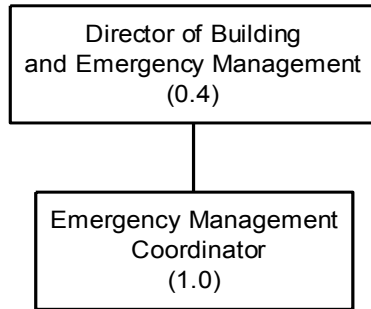 Director of Building
and Emergency Management
(0.4)
Emergency Management
Coordinator
(1.0)